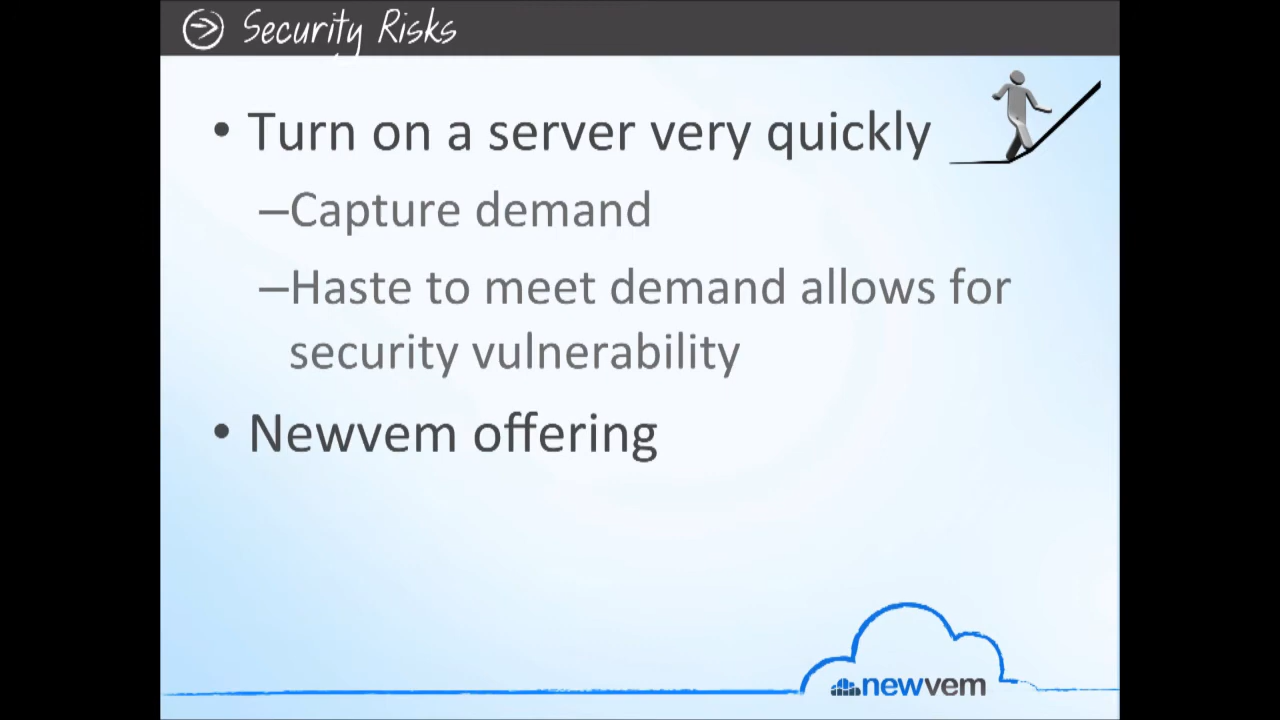 Security Risks
• Turn on a server very quickly
–Capture demand
–Haste to meet demand allows for
security vulnerability
• Newvem offering
newvem